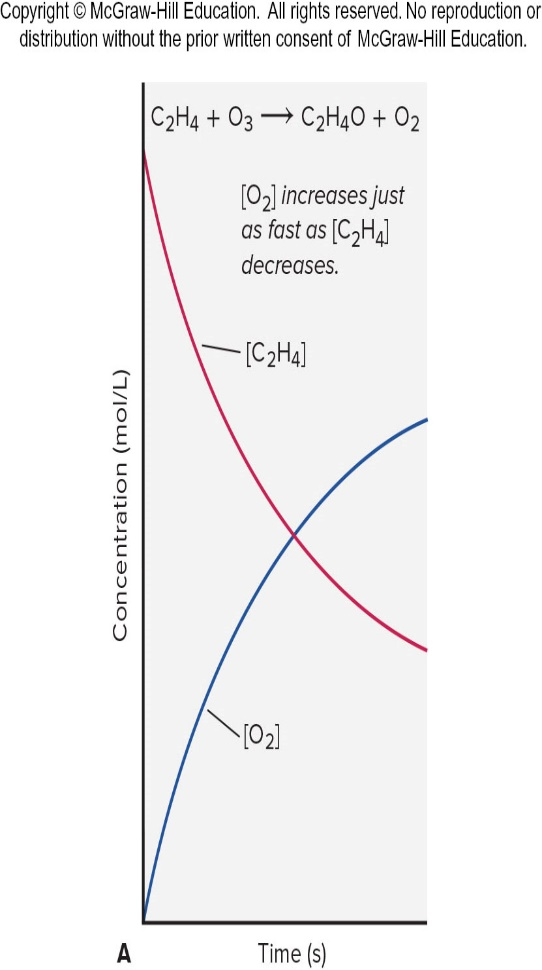 Copyright © McGraw-Hill Education. All rights reserved. No reproduction or
distribution without the prior written consent of McGraw-Hill Education.
C₂H₄ + O₃ ⟶ C₂H₄O + O₂
[O₂] increases just
as fast as [C₂H₄]
decreases.
[C₂H₄]
Concentration (mol/L)
[O₂]
A
Time (s)